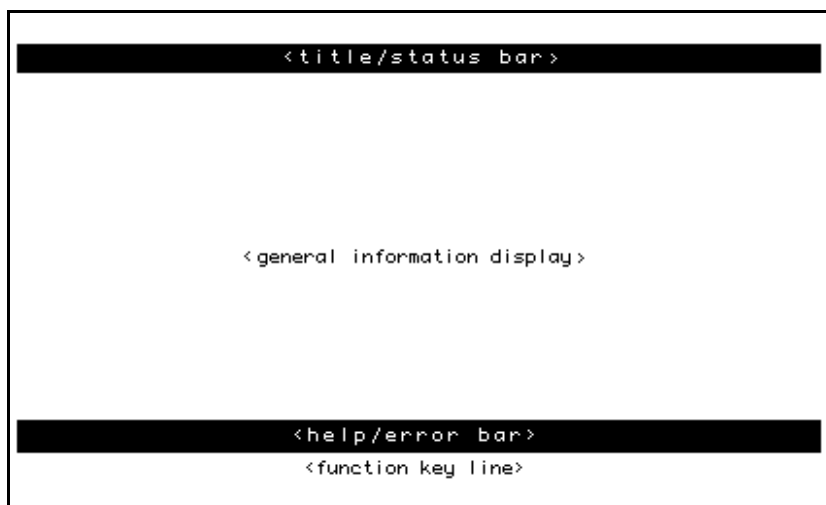 <title/status bar>
<general information display>
<help/error bar>
<function key line>